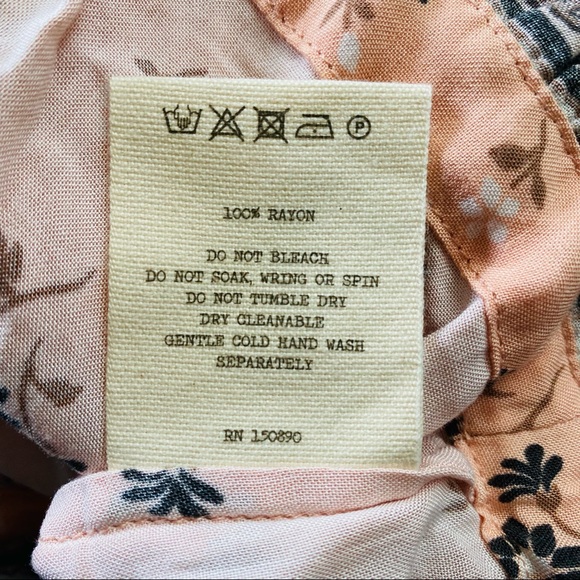 P
100% RAYON
DO NOT BLEACH
DO NOT SOAK, WRING OR SPIN
DO NOT TUMBLE DRY
DRY CLEANABLE
GENTLE COLD HAND WASH
SEPARATELY
RN 150890